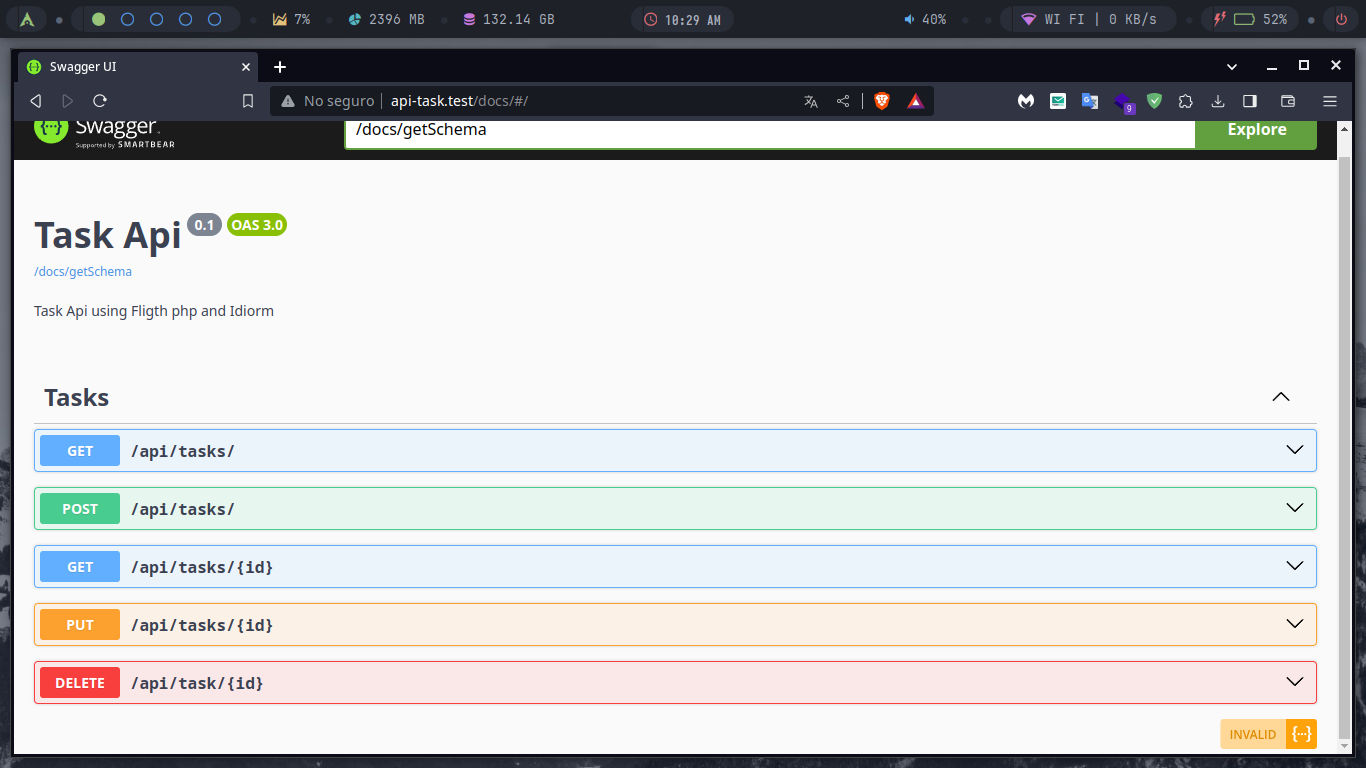 7% 2396 MB 132.14 GB 10:29 AM 40% WI FI | 0 KB/s 52%
Swagger UI
No seguro api-task.test/docs/#/
9
Swagger
/docs/getSchema
Explore
Supported by SMARTBEAR
Task Api 0.1 OAS 3.0
/docs/getSchema
Task Api using Fligth php and Idiorm
Tasks
GET /api/tasks/
POST /api/tasks/
GET /api/tasks/{id}
PUT /api/tasks/{id}
DELETE /api/task/{id}
INVALID {···}